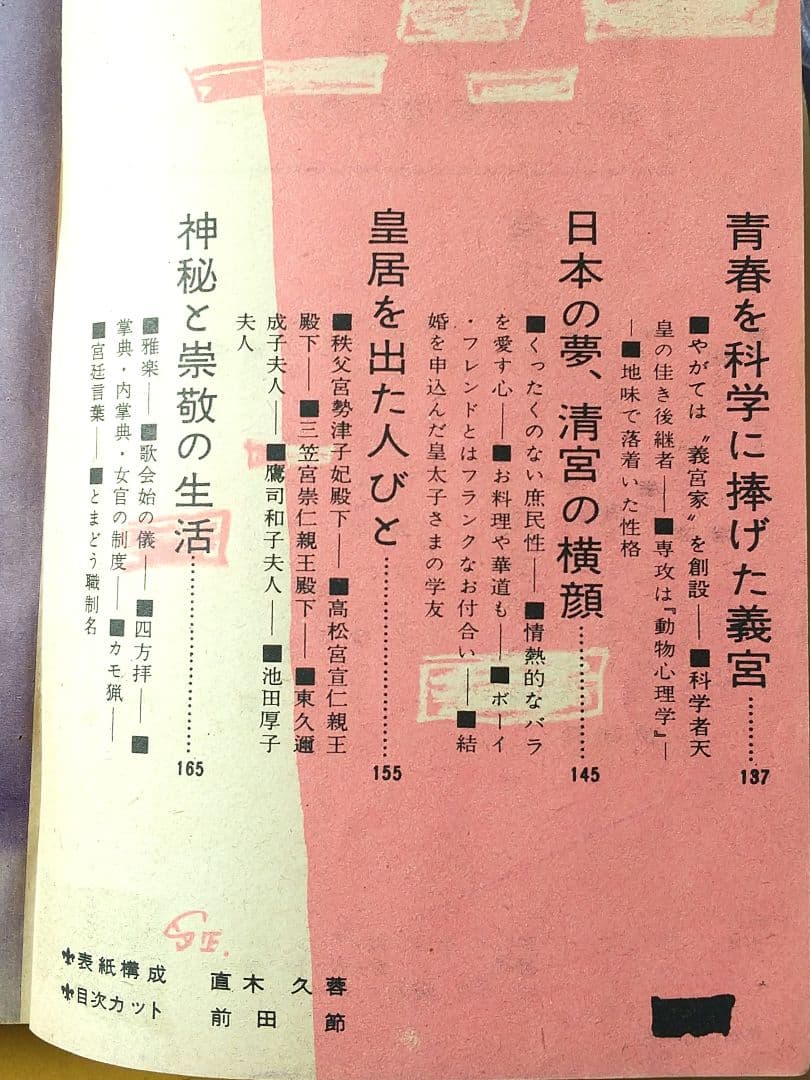 青春を科学に捧げた義宮…………137
■やがては〝義宮家〟を創設――■科学者天
皇の佳き後継者――■専攻は『動物心理学』―
―■地味で落着いた性格
日本の夢、清宮の横顔…………145
■くったくのない庶民性――■情熱的なバラ
を愛す心――■お料理や華道も――■ボーイ
・フレンドとはフランクなお付合い――■結
婚を申込んだ皇太子さまの学友
皇居を出た人びと…………155
■秩父宮勢津子妃殿下――■高松宮宣仁親王
殿下――■三笠宮崇仁親王殿下――■東久邇
成子夫人――■鷹司和子夫人――■池田厚子
夫人
神秘と崇敬の生活…………165
■雅楽――■歌会始の儀――■四方拝――■
掌典・内掌典・女官の制度――■カモ猟――
■宮廷言葉――■とまどう職制名
✤表紙構成 直木久蓉
✤目次カット 前田節